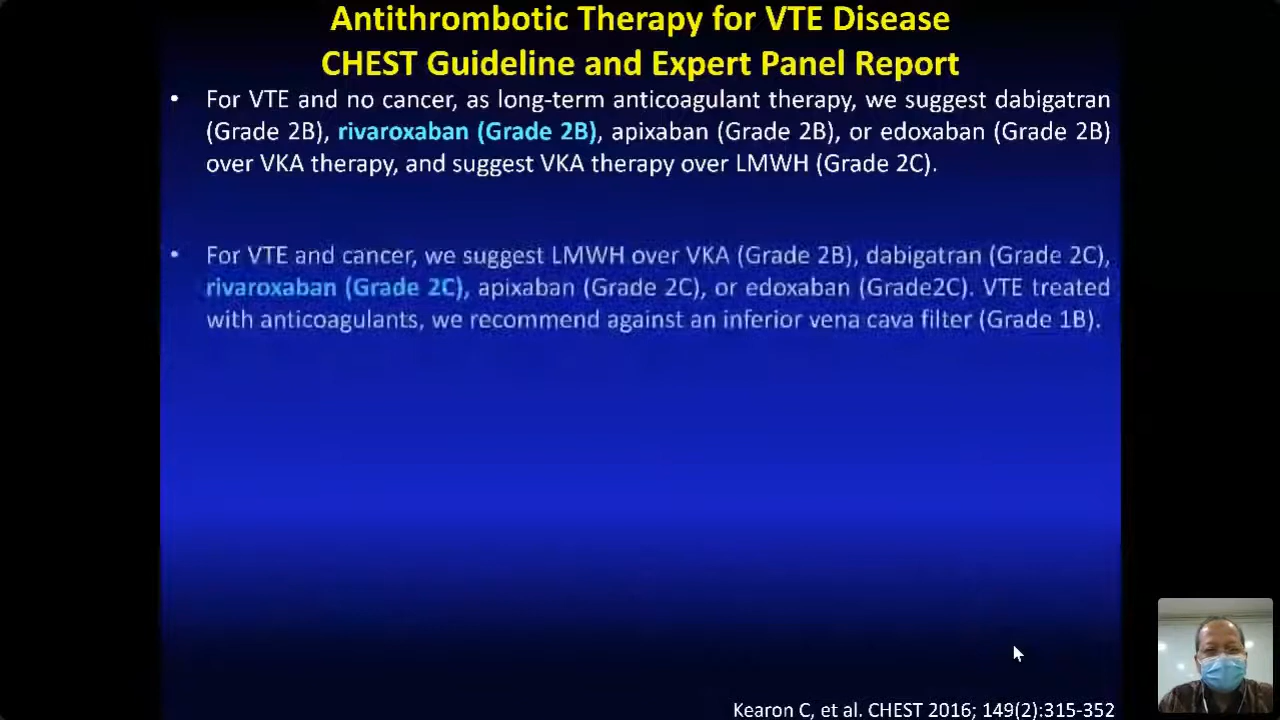 Antithrombotic Therapy for VTE Disease
CHEST Guideline and Expert Panel Report
• For VTE and no cancer, as long-term anticoagulant therapy, we suggest dabigatran
(Grade 2B), rivaroxaban (Grade 2B), apixaban (Grade 2B), or edoxaban (Grade 2B)
over VKA therapy, and suggest VKA therapy over LMWH (Grade 2C).
• For VTE and cancer, we suggest LMWH over VKA (Grade 2B), dabigatran (Grade 2C),
rivaroxaban (Grade 2C), apixaban (Grade 2C), or edoxaban (Grade2C). VTE treated
with anticoagulants, we recommend against an inferior vena cava filter (Grade 1B).
Kearon C, et al. CHEST 2016; 149(2):315-352